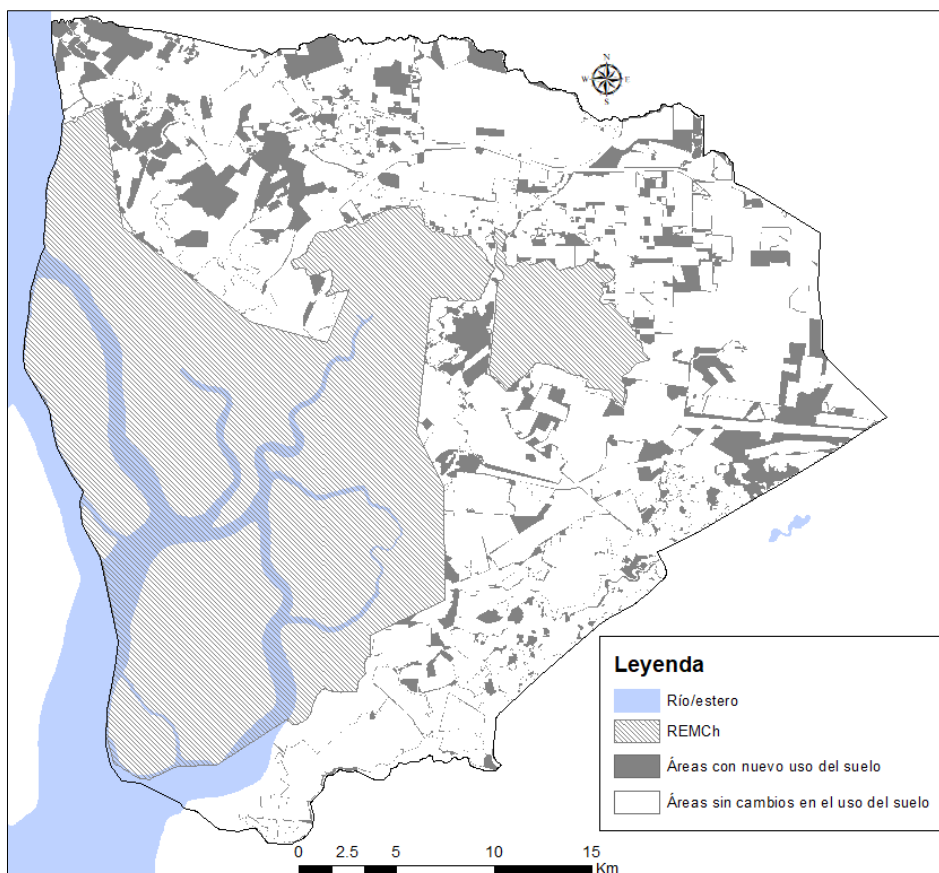 N
W E
S
Leyenda
Río/estero
REMCh
Áreas con nuevo uso del suelo
Áreas sin cambios en el uso del suelo
0 2.5 5 10 15
Km